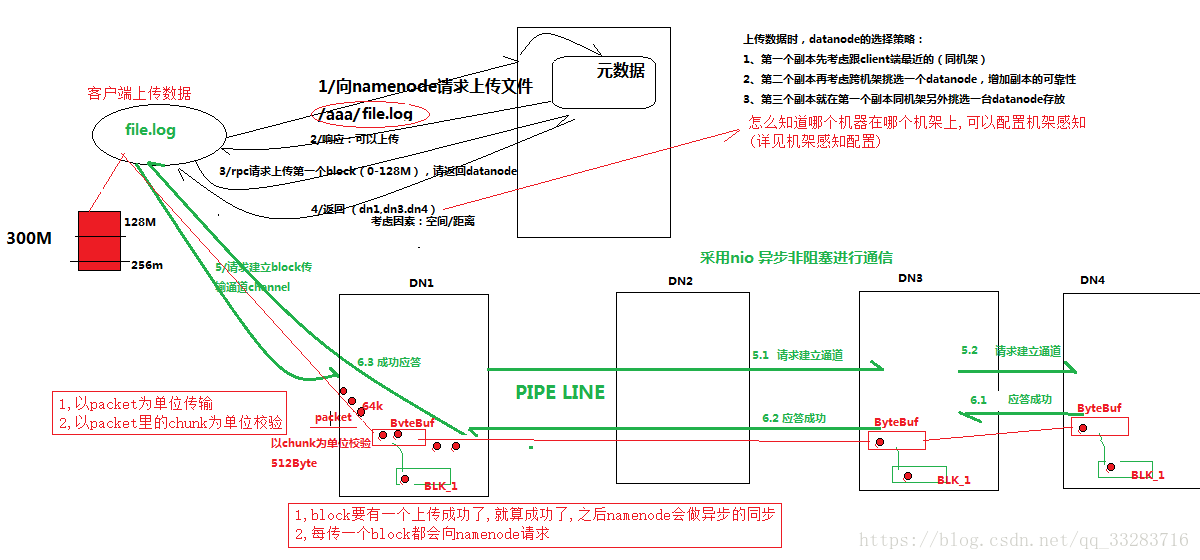 上传数据时，datanode的选择策略：
1、第一个副本先考虑跟client端最近的（同机架）
2、第二个副本再考虑跨机架挑选一个datanode，增加副本的可靠性
3、第三个副本就在第一个副本同机架另外挑选一台datanode存放
怎么知道哪个机器在哪个机架上,可以配置机架感知
(详见机架感知配置)
元数据
1/向namenode请求上传文件
/aaa/file.log
客户端上传数据
file.log
2/响应：可以上传
3/rpc请求上传第一个block（0-128M），请返回datanode
4/返回（dn1,dn3.dn4）
考虑因素：空间/距离
300M
128M
256m
5/请求建立block传
输通道channel
采用nio 异步非阻塞进行通信
DN1
DN2
DN3
DN4
6.3 成功应答
5.1 请求建立通道
5.2 请求建立通道
PIPE LINE
6.1 应答成功
6.2 应答成功
1,以packet为单位传输
2,以packet里的chunk为单位校验
64k
packet
以chunk为单位校验
512Byte
ByteBuf
ByteBuf
ByteBuf
BLK_1
BLK_1
BLK_1
1,block要有一个上传成功了,就算成功了,之后namenode会做异步的同步
2,每传一个block都会向namenode请求
https://blog.csdn.net/qq_33283716